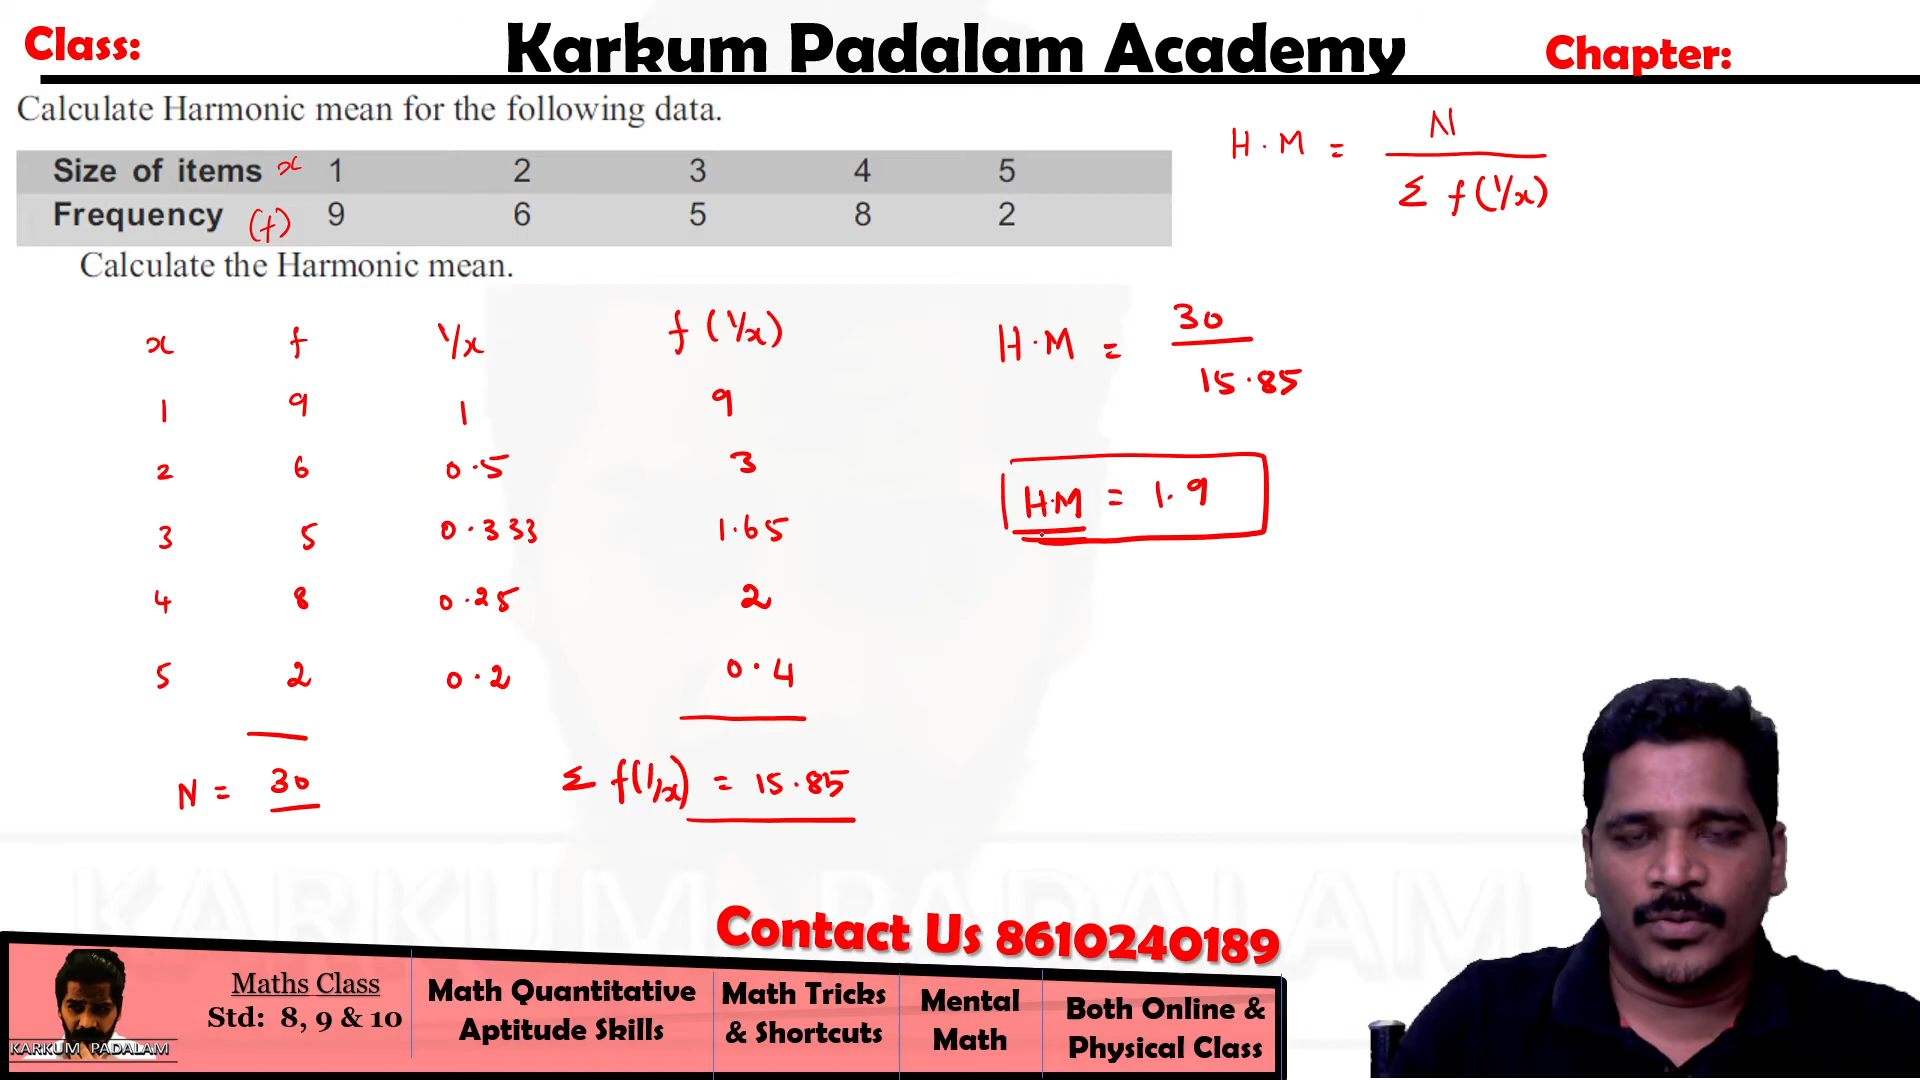 Class:
Karkum Padalam Academy
Chapter:
Calculate Harmonic mean for the following data.
Size of items x 1 2 3 4 5
Frequency (f) 9 6 5 8 2
Calculate the Harmonic mean.
H.M = N / Σ f(1/x)
x f 1/x f(1/x)
1 9 1 9
2 6 0.5 3
3 5 0.333 1.65
4 8 0.25 2
5 2 0.2 0.4
N = 30
Σ f(1/x) = 15.85
H.M = 30 / 15.85
H.M = 1.9
KARKUM PADALAM
Contact Us 8610240189
KARKUM PADALAM
Maths Class
Std: 8, 9 & 10
Math Quantitative
Aptitude Skills
Math Tricks
& Shortcuts
Mental
Math
Both Online &
Physical Class